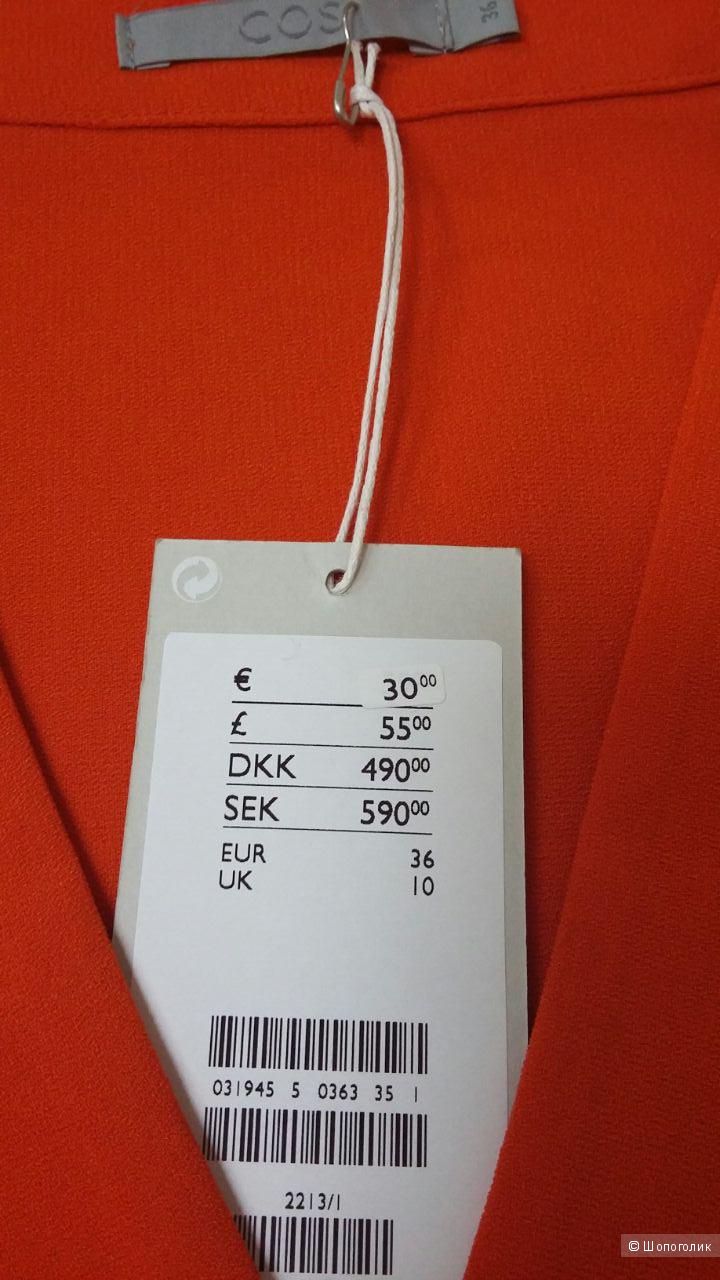 COS
36
€ 30⁰⁰
£ 55⁰⁰
DKK 490⁰⁰
SEK 590⁰⁰
EUR 36
UK 10
031945 5 0363 35 1
2213/1
© Шопоголик